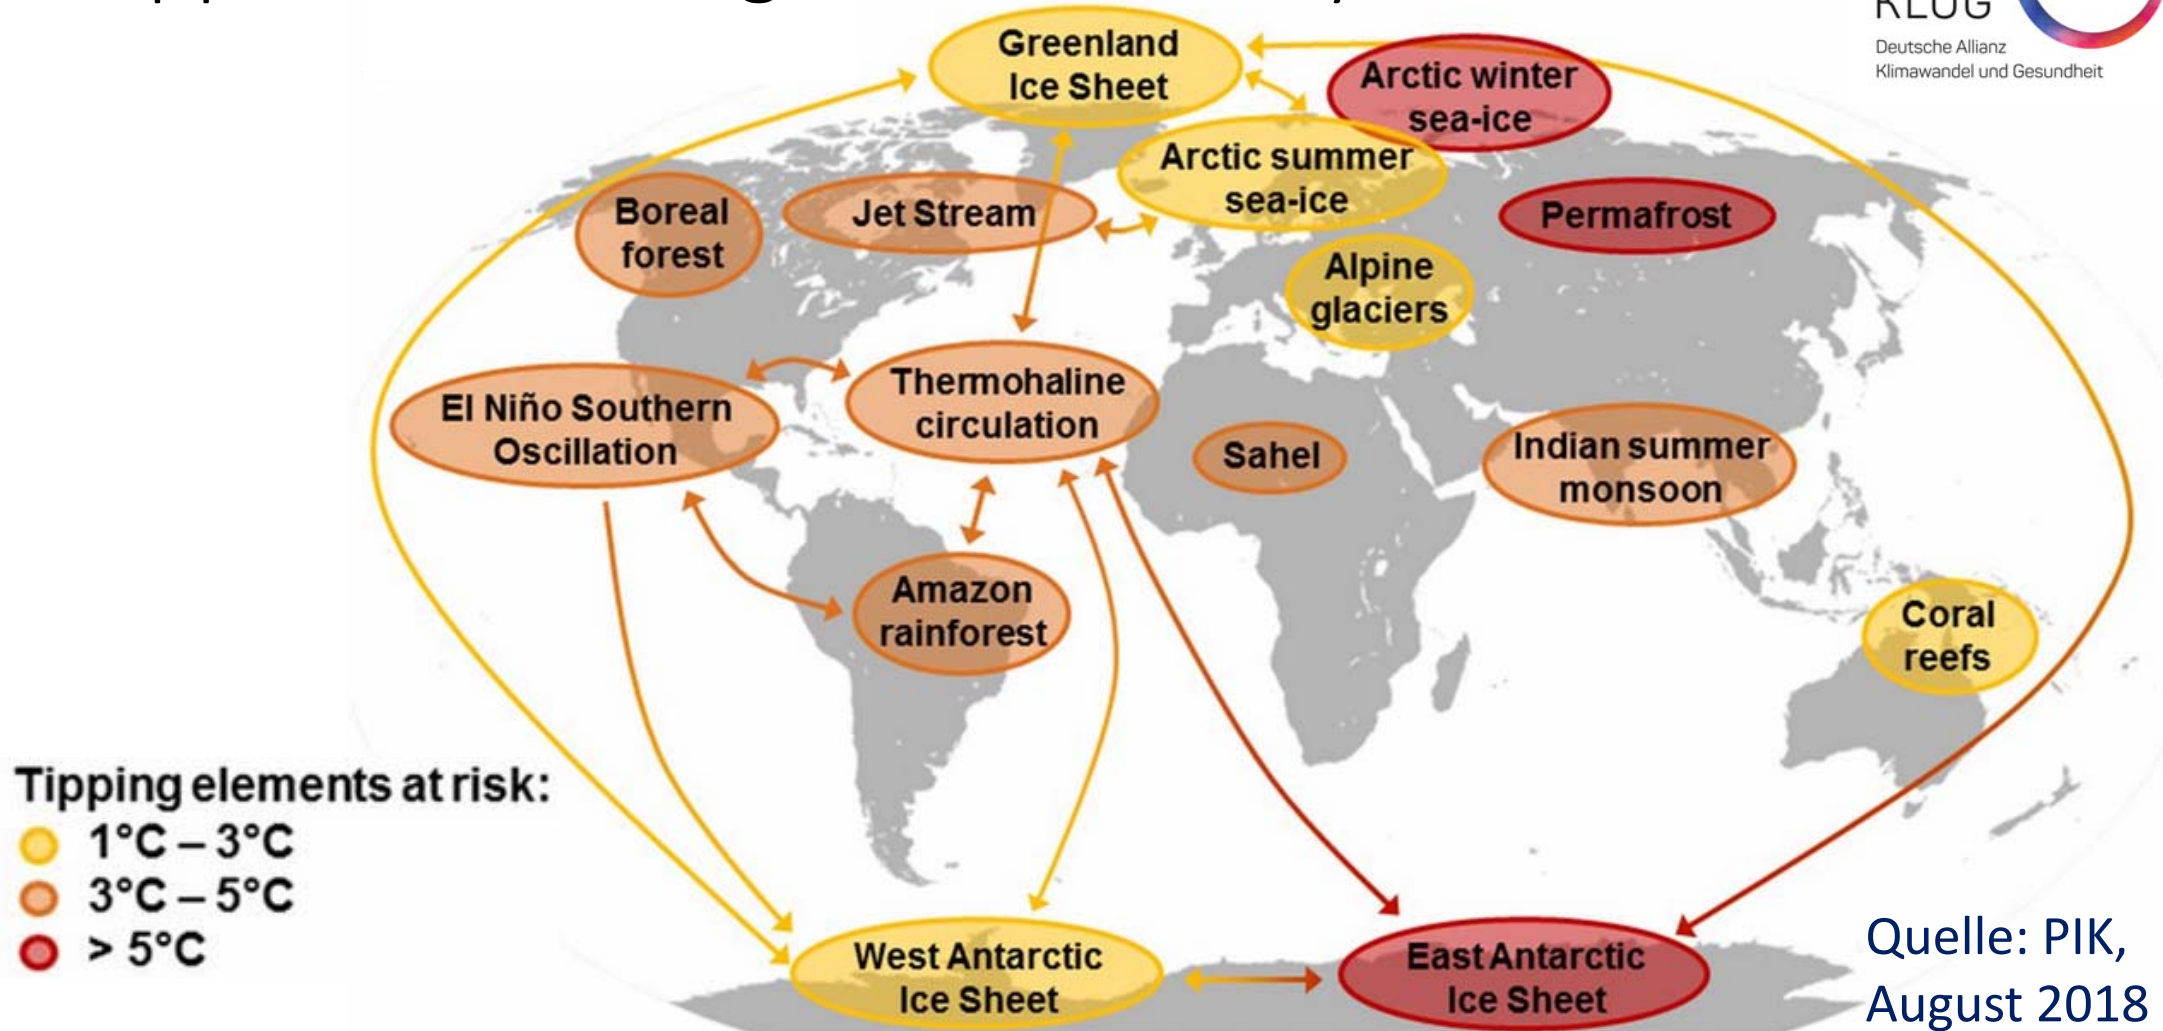 KLUG
Deutsche Allianz
Klimawandel und Gesundheit
Greenland
Ice Sheet
Arctic winter
sea-ice
Arctic summer
sea-ice
Boreal
forest
Jet Stream
Permafrost
Alpine
glaciers
El Niño Southern
Oscillation
Thermohaline
circulation
Sahel
Indian summer
monsoon
Amazon
rainforest
Coral
reefs
Tipping elements at risk:
1°C – 3°C
3°C – 5°C
> 5°C
West Antarctic
Ice Sheet
East Antarctic
Ice Sheet
Quelle: PIK,
August 2018